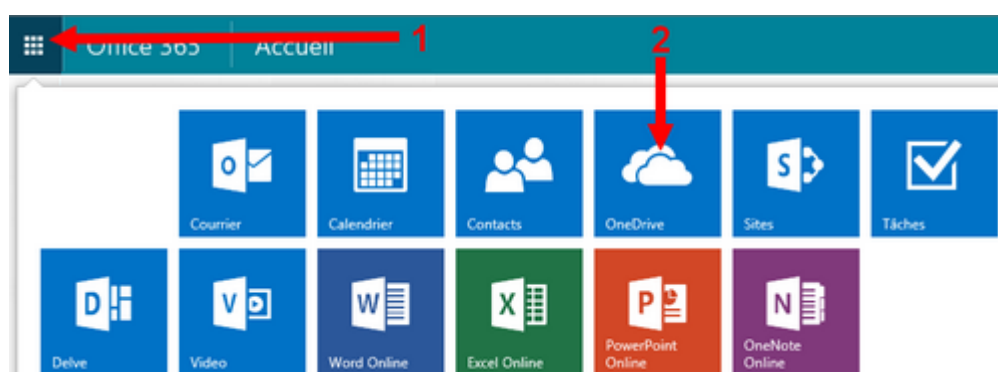 Office 365 Accueil 1 2
Courrier Calendrier Contacts OneDrive Sites Tâches
Delve Video Word Online Excel Online PowerPoint Online OneNote Online